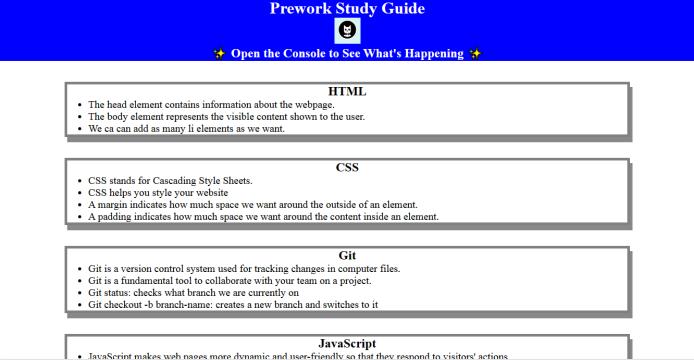 Prework Study Guide
✨ Open the Console to See What's Happening ✨
HTML
• The head element contains information about the webpage.
• The body element represents the visible content shown to the user.
• We ca can add as many li elements as we want.
CSS
• CSS stands for Cascading Style Sheets.
• CSS helps you style your website
• A margin indicates how much space we want around the outside of an element.
• A padding indicates how much space we want around the content inside an element.
Git
• Git is a version control system used for tracking changes in computer files.
• Git is a fundamental tool to collaborate with your team on a project.
• Git status: checks what branch we are currently on
• Git checkout -b branch-name: creates a new branch and switches to it
JavaScript
• JavaScript makes web pages more dynamic and user-friendly so that they respond to visitors' actions